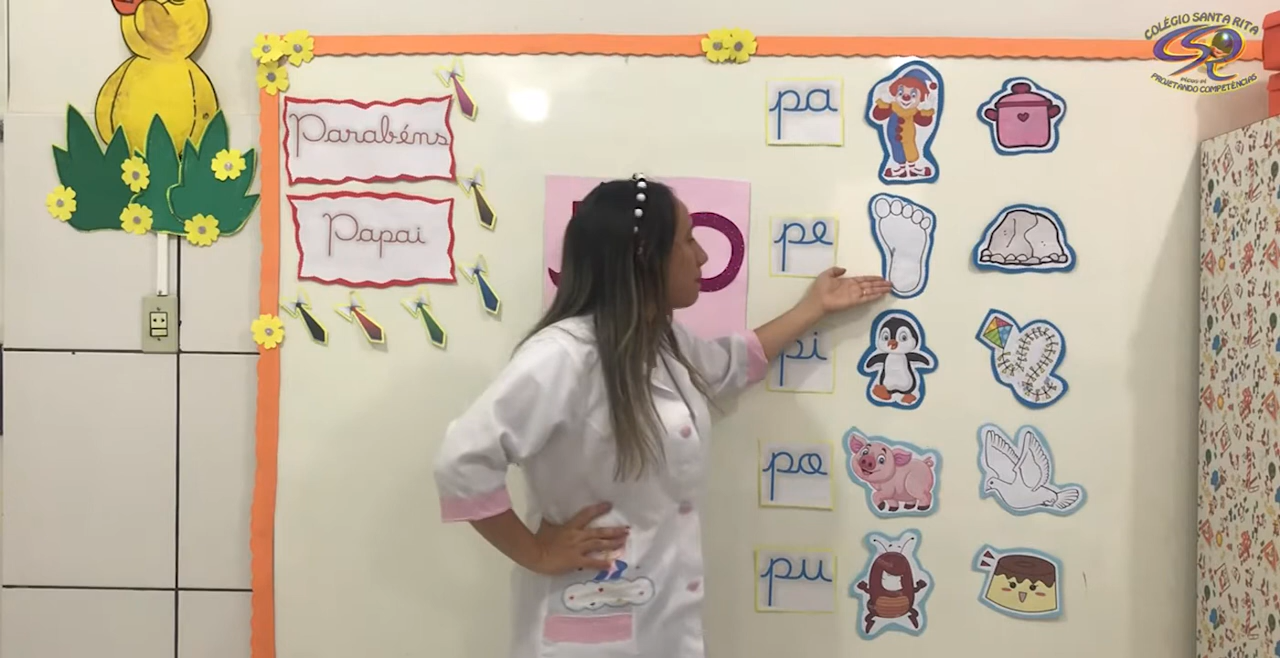 COLÉGIO SANTA RITA
PROJETANDO COMPETÊNCIAS
Parabéns
Papai
pa
pe
pi
po
pu